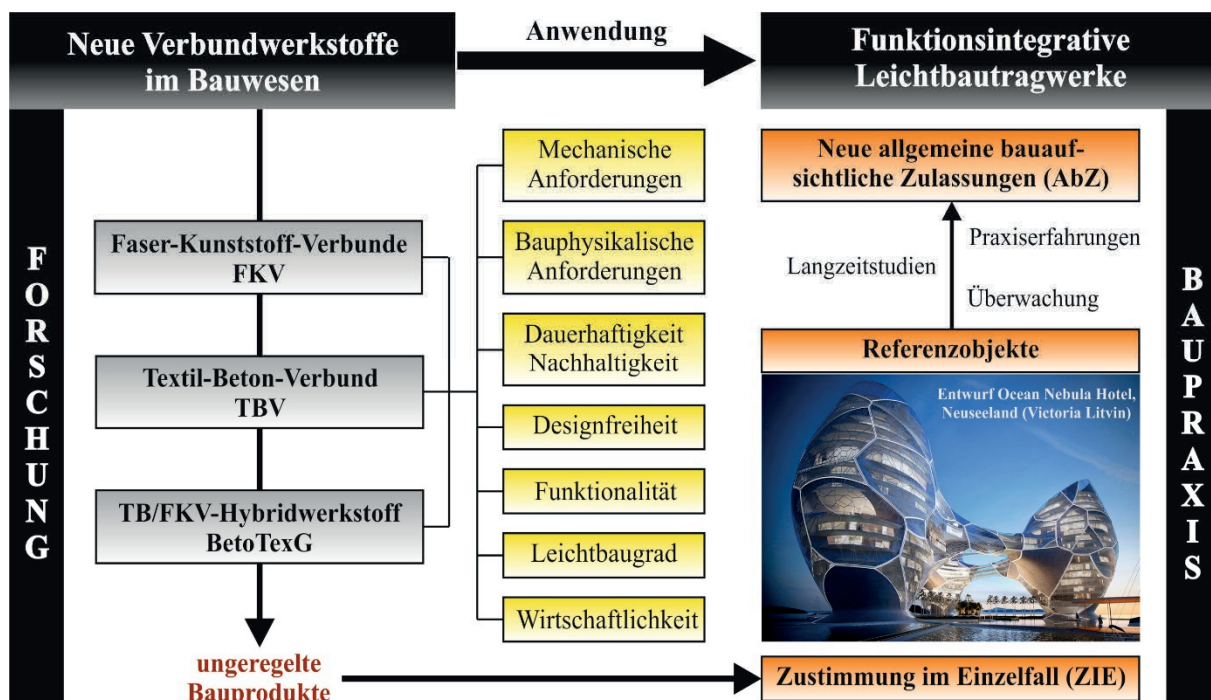 Neue Verbundwerkstoffe
im Bauwesen
Anwendung
Funktionsintegrative
Leichtbautragwerke
FORSCHUNG
Faser-Kunststoff-Verbunde
FKV
Textil-Beton-Verbund
TBV
TB/FKV-Hybridwerkstoff
BetoTexG
ungeregelte
Bauprodukte
Mechanische
Anforderungen
Bauphysikalische
Anforderungen
Dauerhaftigkeit
Nachhaltigkeit
Designfreiheit
Funktionalität
Leichtbaugrad
Wirtschaftlichkeit
Neue allgemeine bauauf-
sichtliche Zulassungen (AbZ)
Praxiserfahrungen
Langzeitstudien
Überwachung
Referenzobjekte
Entwurf Ocean Nebula Hotel,
Neuseeland (Victoria Litvin)
Zustimmung im Einzelfall (ZIE)
BAUPRAXIS